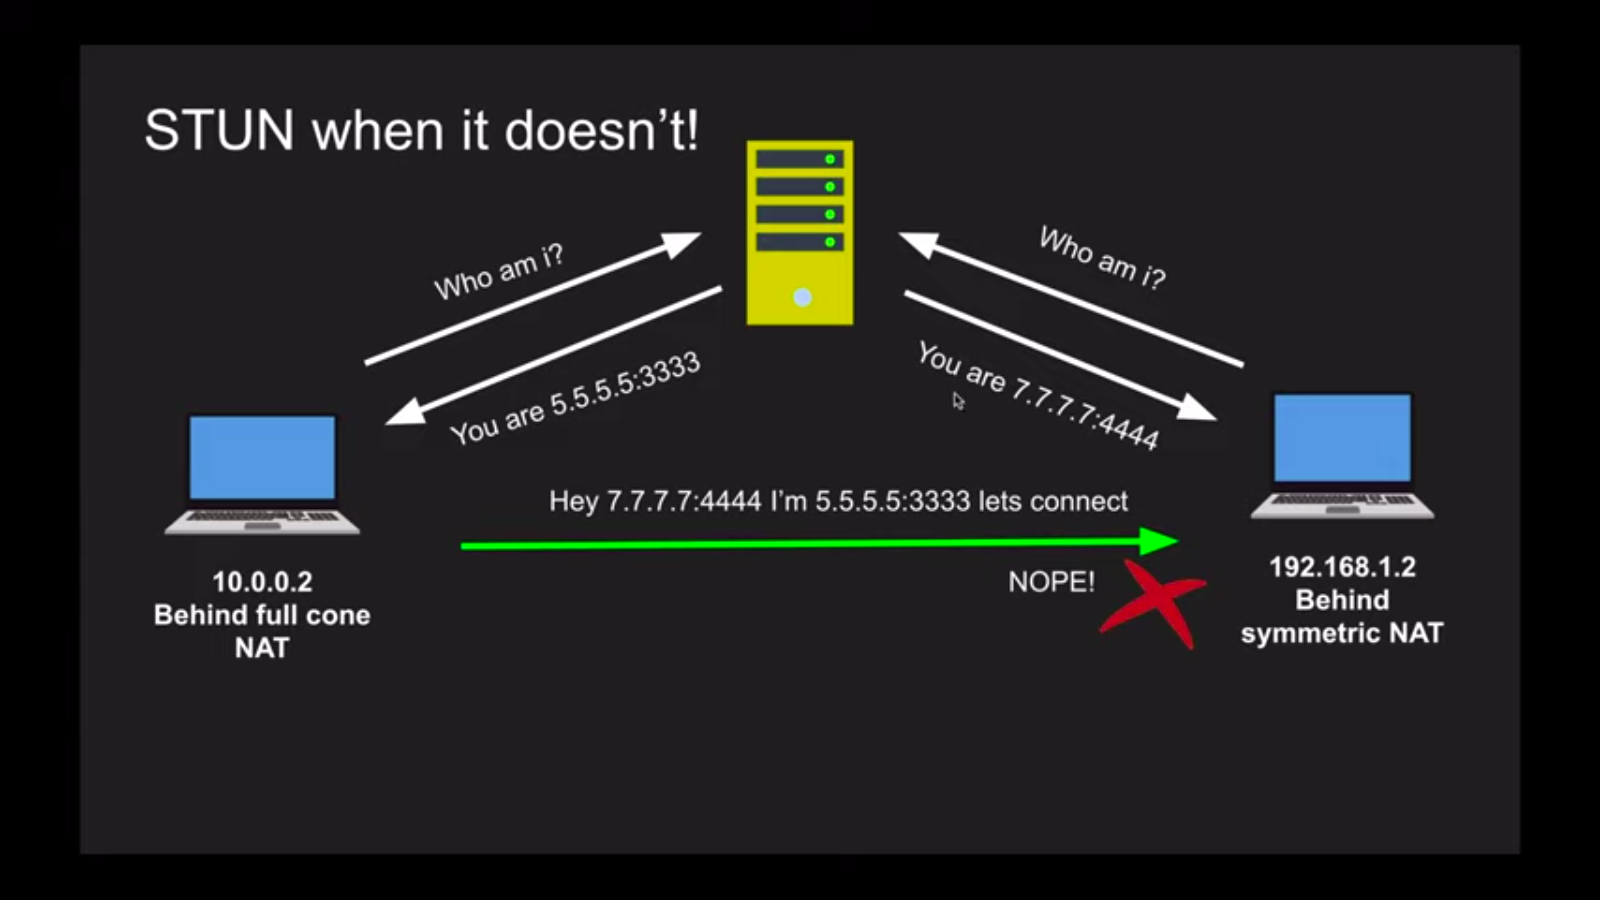 STUN when it doesn't!
Who am i?
Who am i?
You are 5.5.5.5:3333
You are 7.7.7.7:4444
Hey 7.7.7.7:4444 I'm 5.5.5.5:3333 lets connect
NOPE!
10.0.0.2
Behind full cone
NAT
192.168.1.2
Behind
symmetric NAT